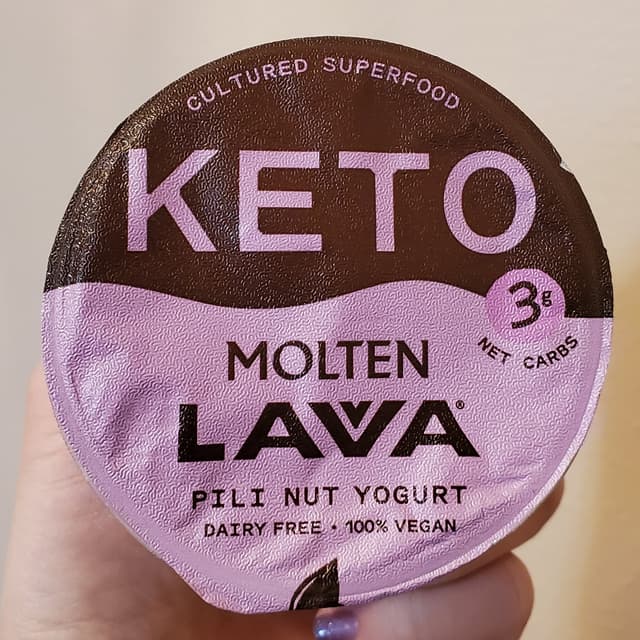 CULTURED SUPERFOOD
KETO
3g
NET CARBS
MOLTEN
LAVVA®
PILI NUT YOGURT
DAIRY FREE • 100% VEGAN